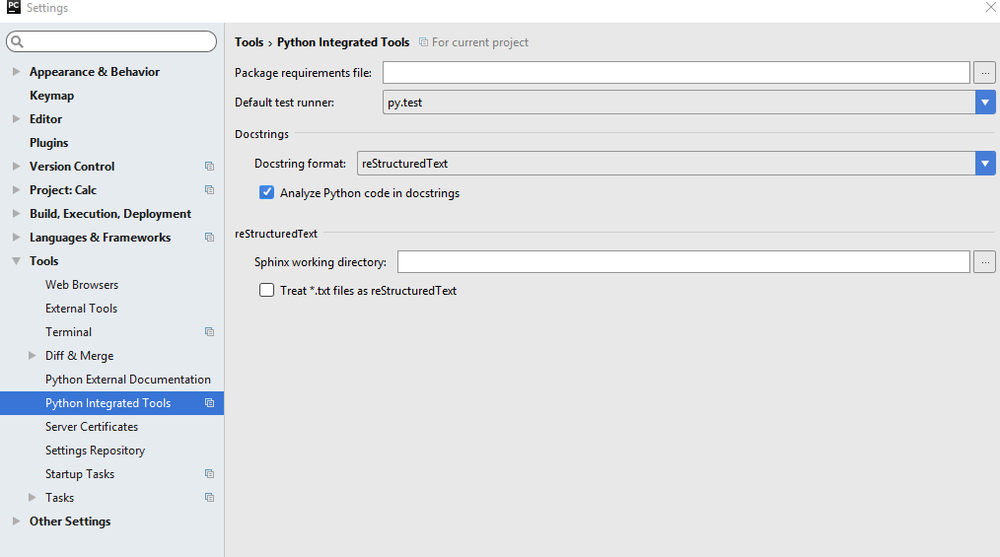 PC Settings
Appearance & Behavior
Keymap
Editor
Plugins
Version Control
Project: Calc
Build, Execution, Deployment
Languages & Frameworks
Tools
Web Browsers
External Tools
Terminal
Diff & Merge
Python External Documentation
Python Integrated Tools
Server Certificates
Settings Repository
Startup Tasks
Tasks
Other Settings
Tools › Python Integrated Tools For current project
Package requirements file: ...
Default test runner: py.test
Docstrings
Docstring format: reStructuredText
Analyze Python code in docstrings
reStructuredText
Sphinx working directory: ...
Treat *.txt files as reStructuredText